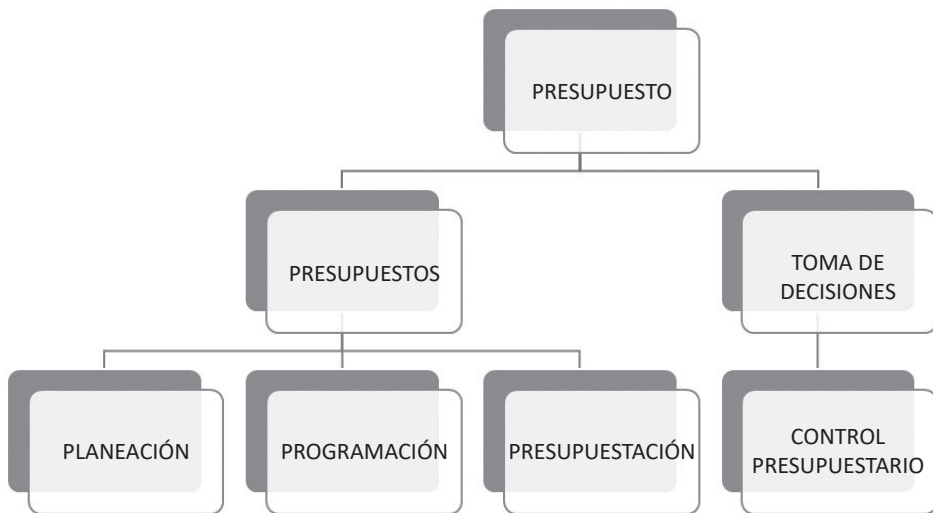 PRESUPUESTO
PRESUPUESTOS
TOMA DE
DECISIONES
PLANEACIÓN
PROGRAMACIÓN
PRESUPUESTACIÓN
CONTROL
PRESUPUESTARIO